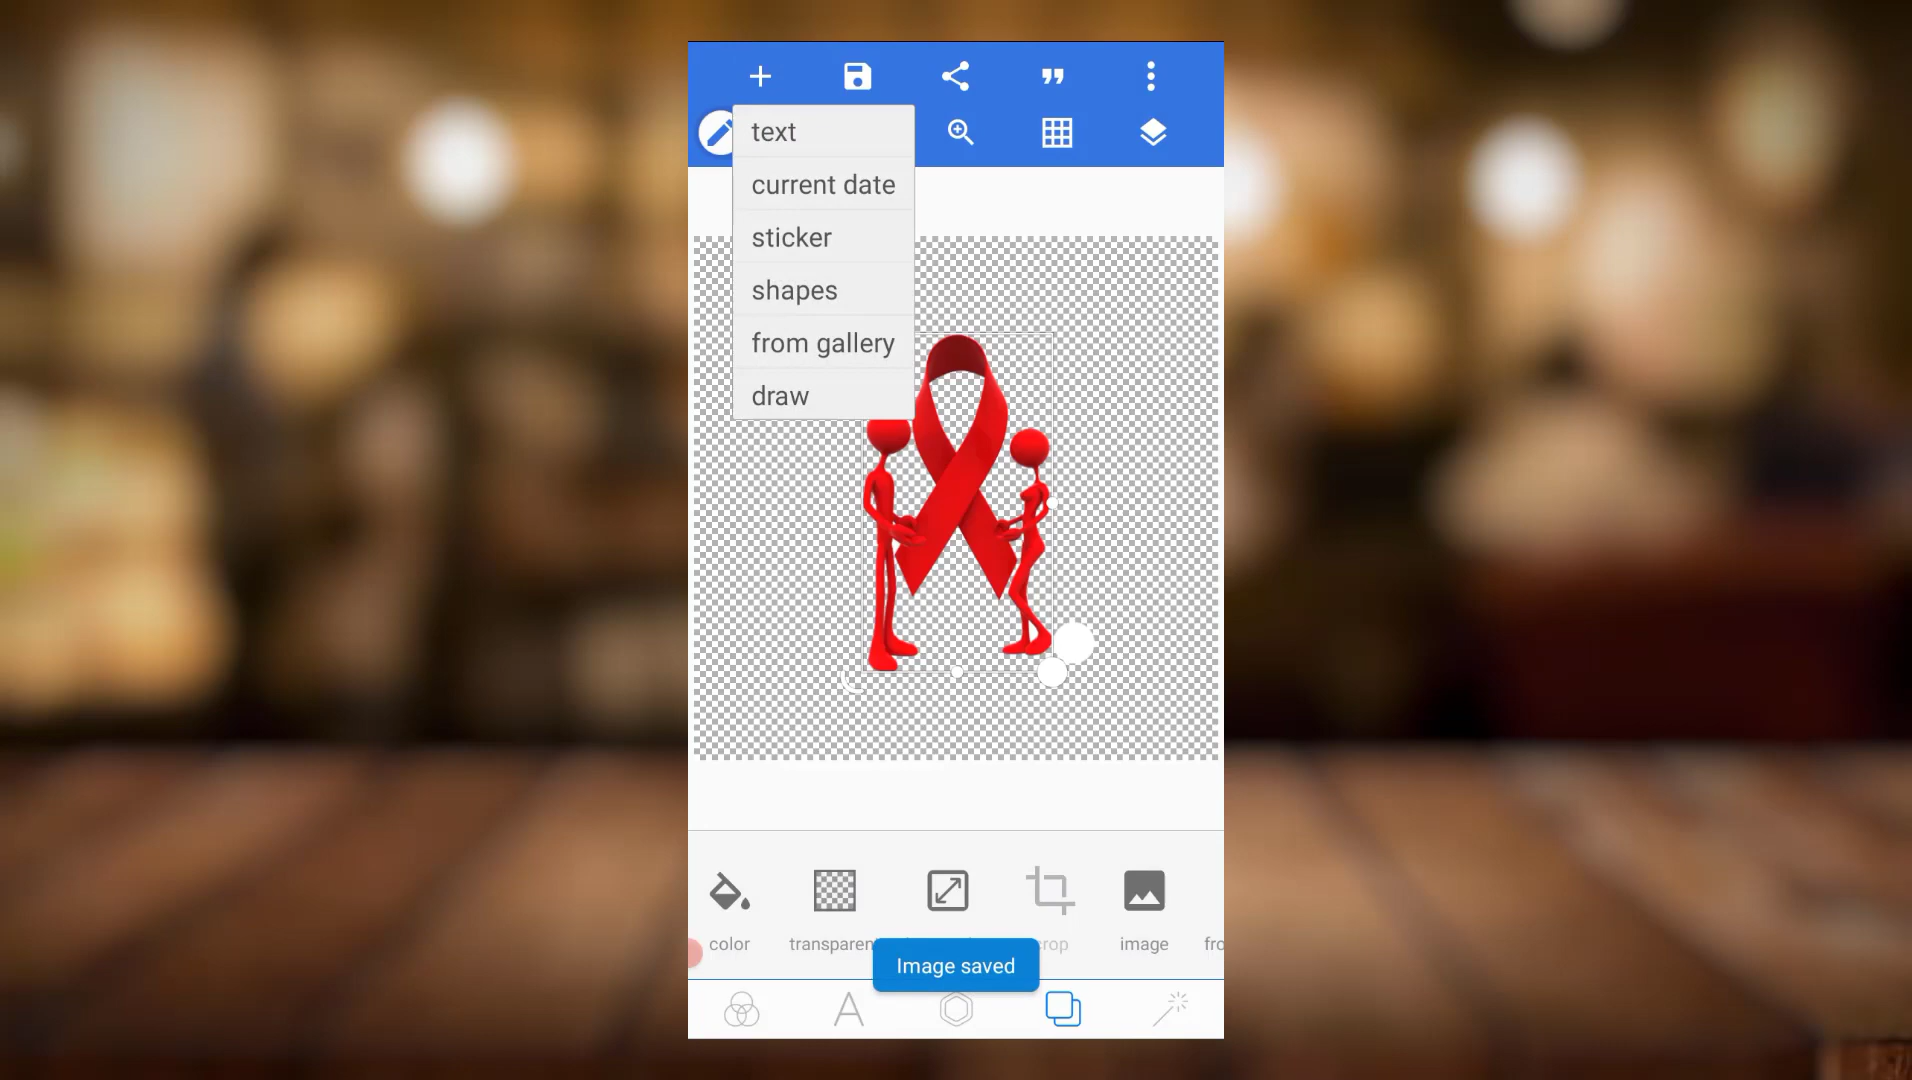 text
current date
sticker
shapes
from gallery
draw
color
image
Image saved